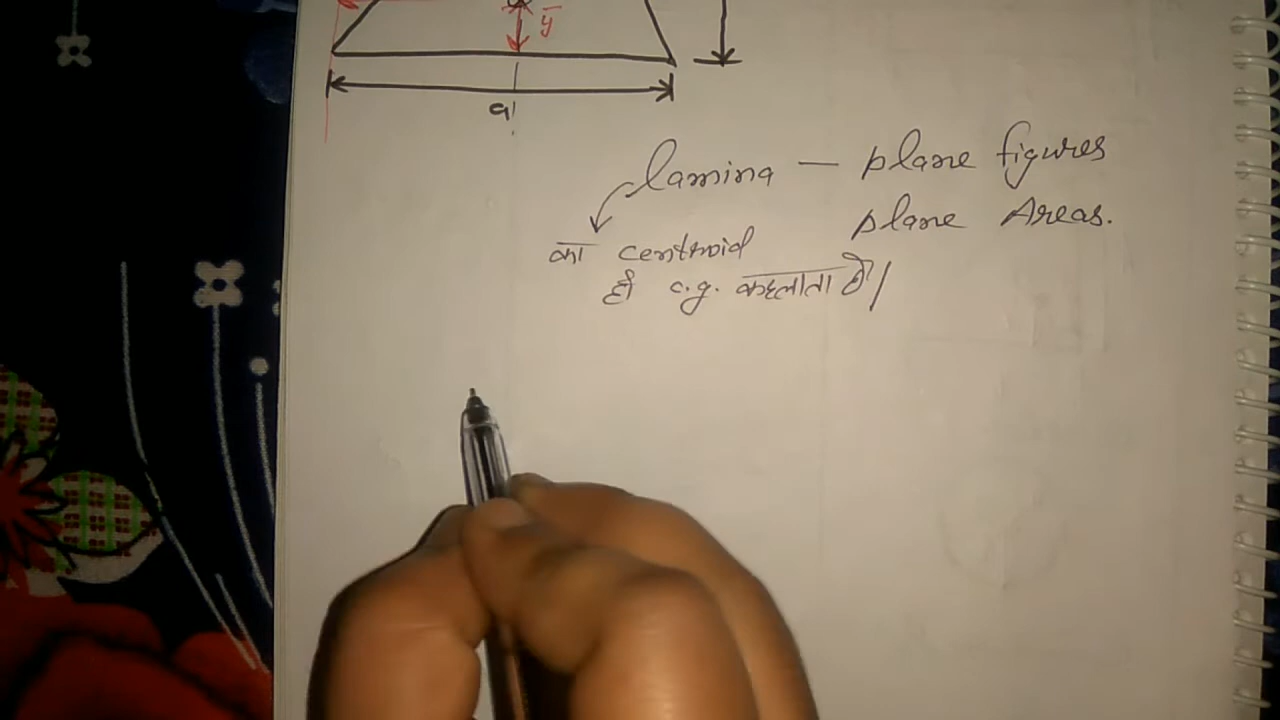 ȳ
a
lamina — plane figures
plane Areas.
का centroid
ही c.g. कहलाता है।